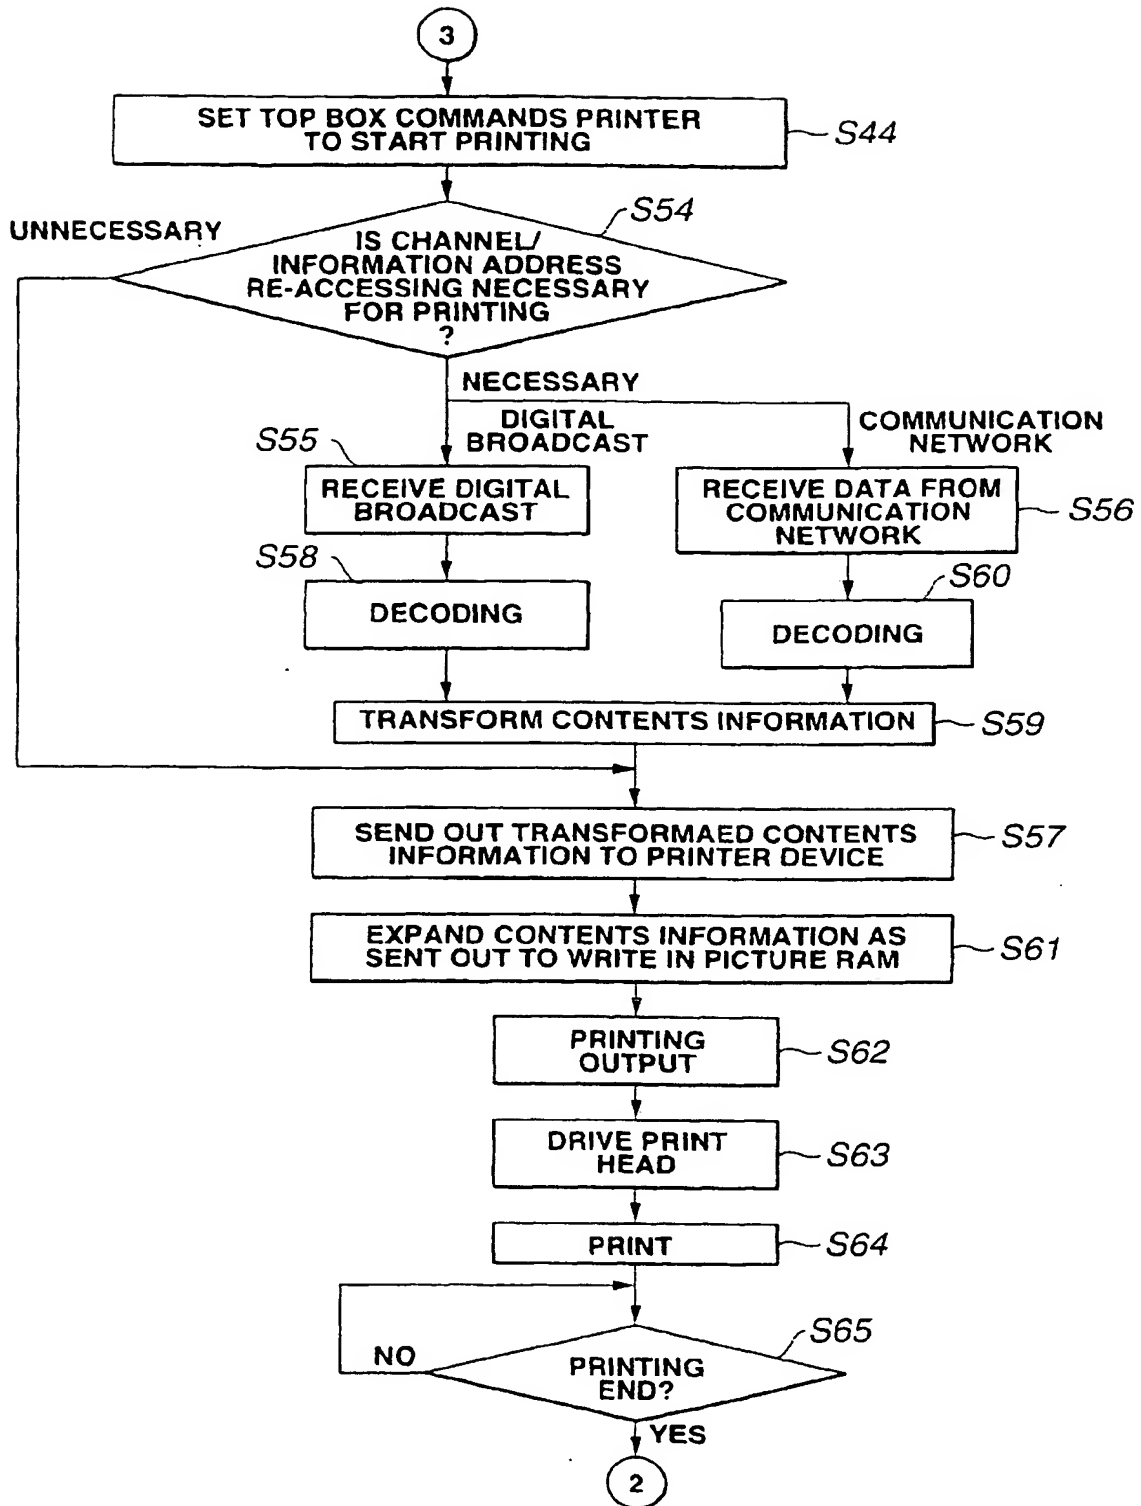 3
SET TOP BOX COMMANDS PRINTER
TO START PRINTING
S44
S54
UNNECESSARY
IS CHANNEL/
INFORMATION ADDRESS
RE-ACCESSING NECESSARY
FOR PRINTING
?
NECESSARY
DIGITAL
BROADCAST
COMMUNICATION
NETWORK
S55
RECEIVE DIGITAL
BROADCAST
RECEIVE DATA FROM
COMMUNICATION
NETWORK
S56
S58
DECODING
S60
DECODING
TRANSFORM CONTENTS INFORMATION
S59
SEND OUT TRANSFORMAED CONTENTS
INFORMATION TO PRINTER DEVICE
S57
EXPAND CONTENTS INFORMATION AS
SENT OUT TO WRITE IN PICTURE RAM
S61
PRINTING
OUTPUT
S62
DRIVE PRINT
HEAD
S63
PRINT
S64
S65
NO
PRINTING
END?
YES
2